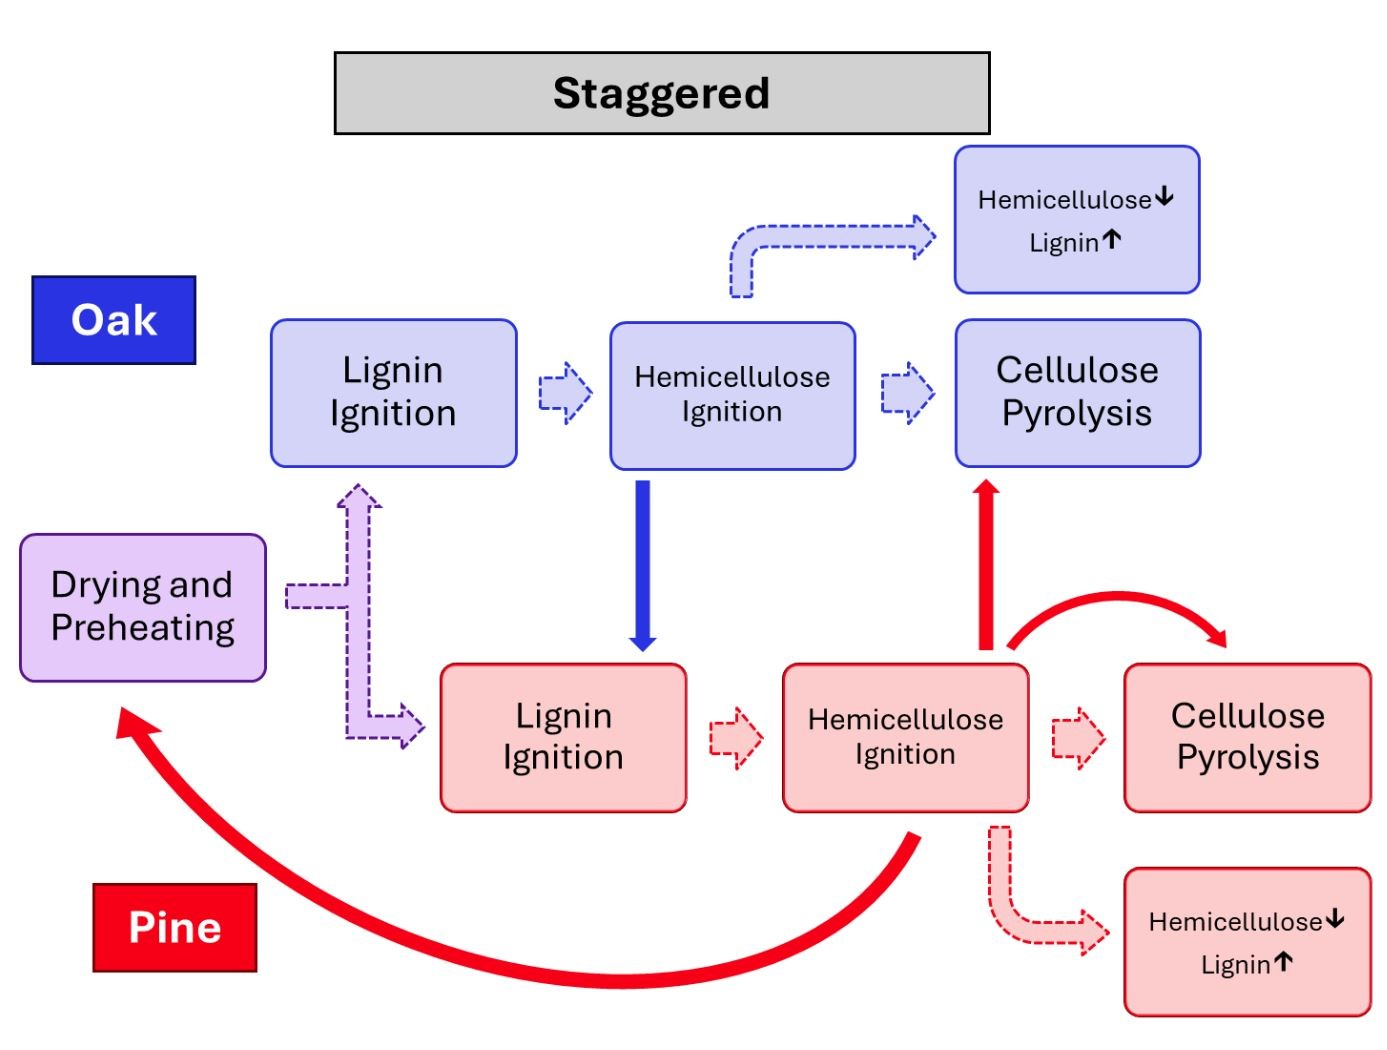 Staggered
Hemicellulose↓
Lignin↑
Oak
Lignin
Ignition
Hemicellulose
Ignition
Cellulose
Pyrolysis
Drying and
Preheating
Lignin
Ignition
Hemicellulose
Ignition
Cellulose
Pyrolysis
Pine
Hemicellulose↓
Lignin↑